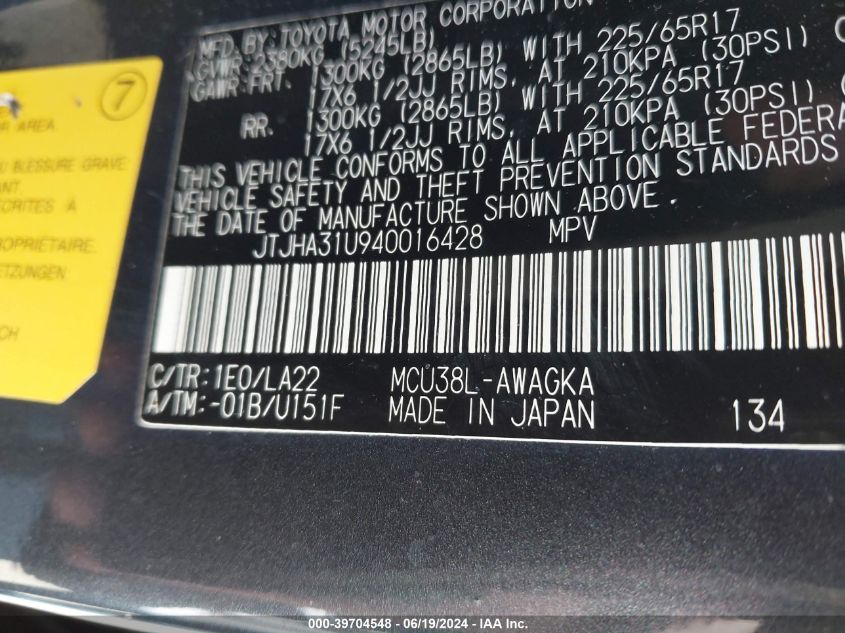 MFD.BY:TOYOTA MOTOR CORPORATION
GVWR:2380KG (5245LB)
GAWR:FRT. 1300KG (2865LB) WITH 225/65R17
17X6 1/2JJ RIMS, AT 210KPA (30PSI) C
RR. 1300KG (2865LB) WITH 225/65R17
17X6 1/2JJ RIMS, AT 210KPA (30PSI)
THIS VEHICLE CONFORMS TO ALL APPLICABLE FEDERA
VEHICLE SAFETY AND THEFT PREVENTION STANDARDS
THE DATE OF MANUFACTURE SHOWN ABOVE.
JTJHA31U940016428 MPV
C/TR:1E0/LA22 MCU38L-AWAGKA
A/TM:-01B/U151F MADE IN JAPAN 134
7
AREA.
BLESSURE GRAVE
ANT.
CRITES À
ROPRIÉTAIRE.
ETZUNGEN
CH
000-39704548 - 06/19/2024 - IAA Inc.